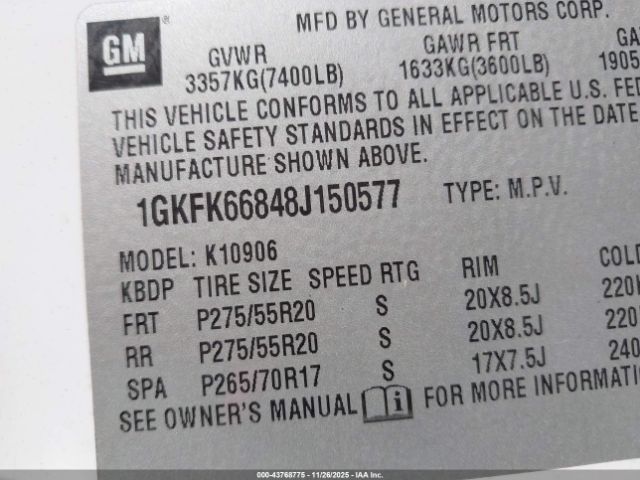 MFD BY GENERAL MOTORS CORP.
GM
GVWR GAWR FRT
3357KG(7400LB) 1633KG(3600LB) 1905
THIS VEHICLE CONFORMS TO ALL APPLICABLE U.S. FED
VEHICLE SAFETY STANDARDS IN EFFECT ON THE DATE
MANUFACTURE SHOWN ABOVE.
1GKFK66848J150577 TYPE: M.P.V.
MODEL: K10906
KBDP TIRE SIZE SPEED RTG RIM COLD
FRT P275/55R20 S 20X8.5J 220K
RR P275/55R20 S 20X8.5J 220
SPA P265/70R17 S 17X7.5J 240
SEE OWNER'S MANUAL i FOR MORE INFORMATI
000-43768775 - 11/26/2025 - IAA, Inc.